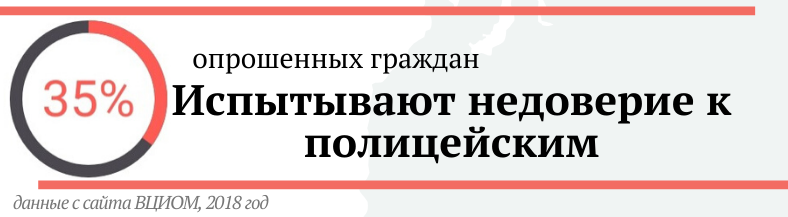 35%
опрошенных граждан
Испытывают недоверие к
полицейским
данные с сайта ВЦИОМ, 2018 год